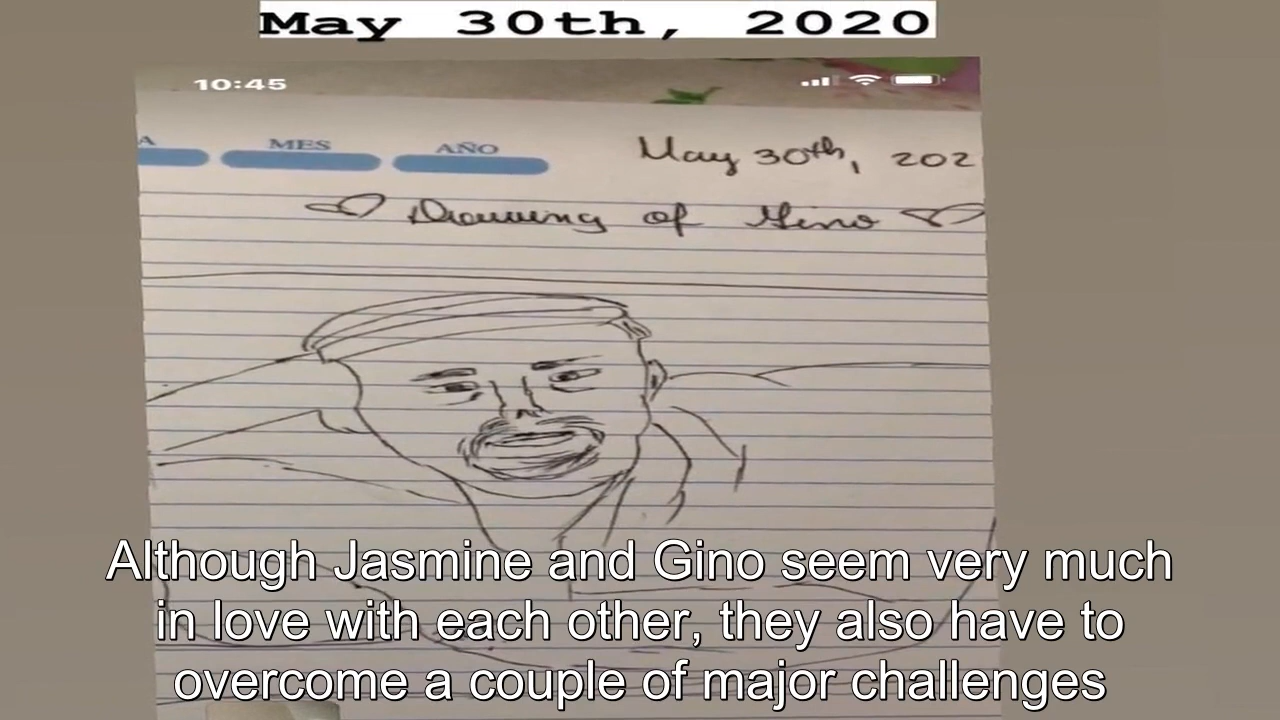 May 30th, 2020
10:45
A MES AÑO
May 30th, 202
Drawing of Gino
Although Jasmine and Gino seem very much
in love with each other, they also have to
overcome a couple of major challenges